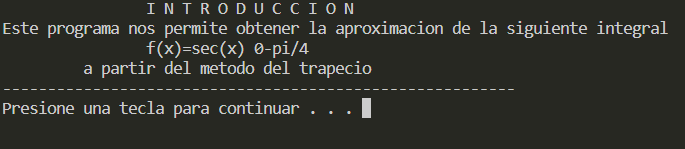 I N T R O D U C C I O N
Este programa nos permite obtener la aproximacion de la siguiente integral
f(x)=sec(x) 0-pi/4
a partir del metodo del trapecio
--------------------------------------------------------
Presione una tecla para continuar . . .